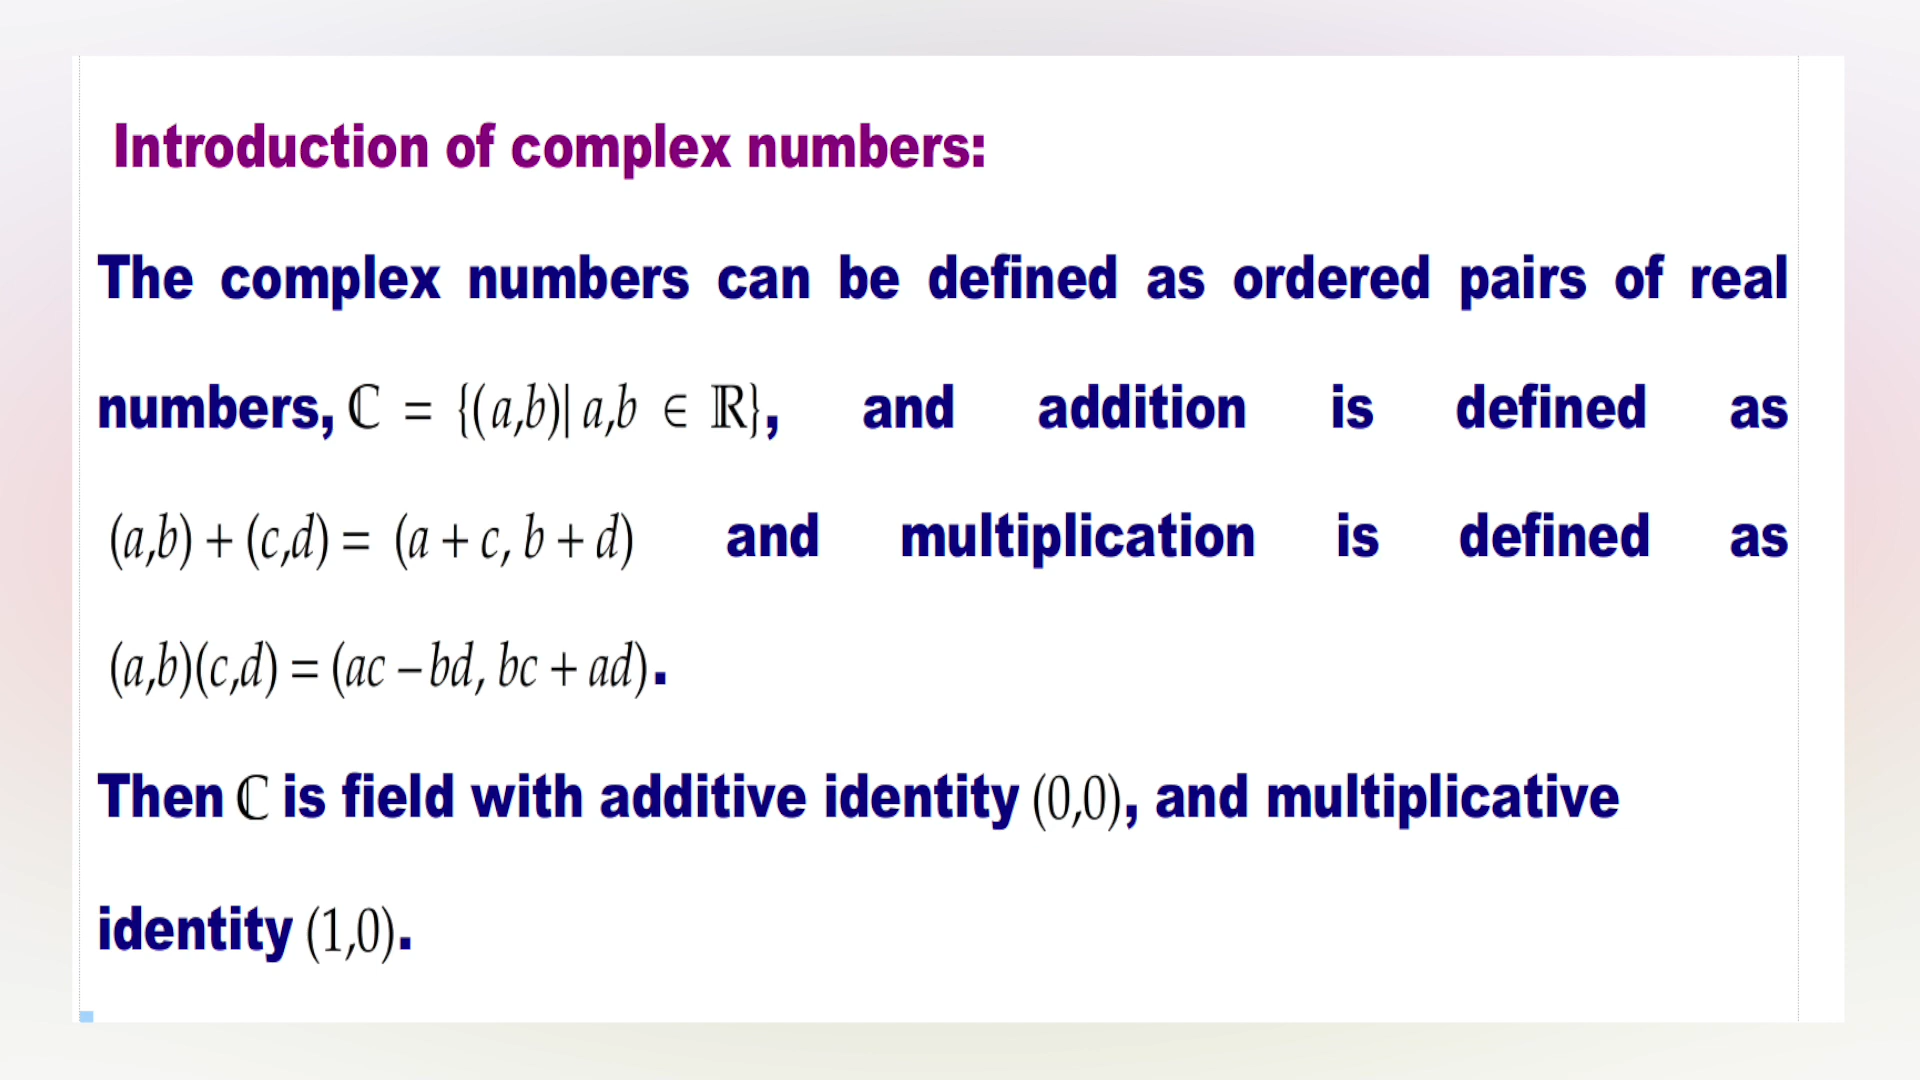 Introduction of complex numbers:
The complex numbers can be defined as ordered pairs of real
numbers, ℂ = {(a,b)| a,b ∈ ℝ}, and addition is defined as
(a,b) + (c,d) = (a + c, b + d) and multiplication is defined as
(a,b)(c,d) = (ac – bd, bc + ad).
Then ℂ is field with additive identity (0,0), and multiplicative
identity (1,0).